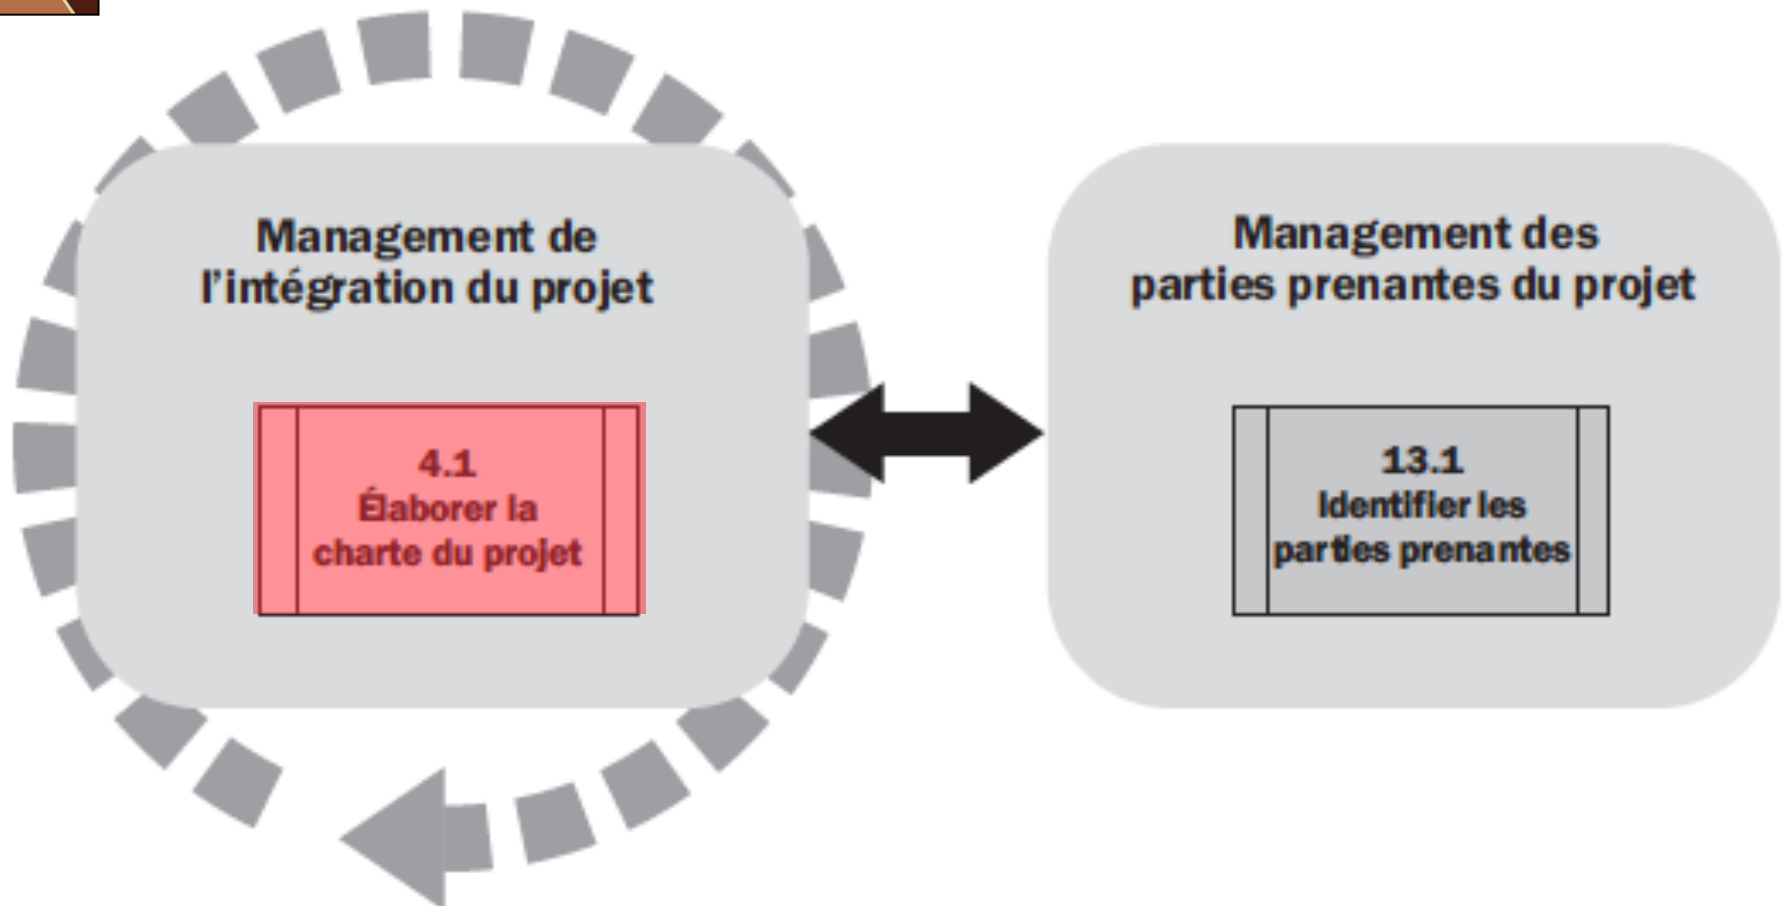 Management de
l'intégration du projet
4.1
Élaborer la
charte du projet
Management des
parties prenantes du projet
13.1
Identifier les
parties prenantes